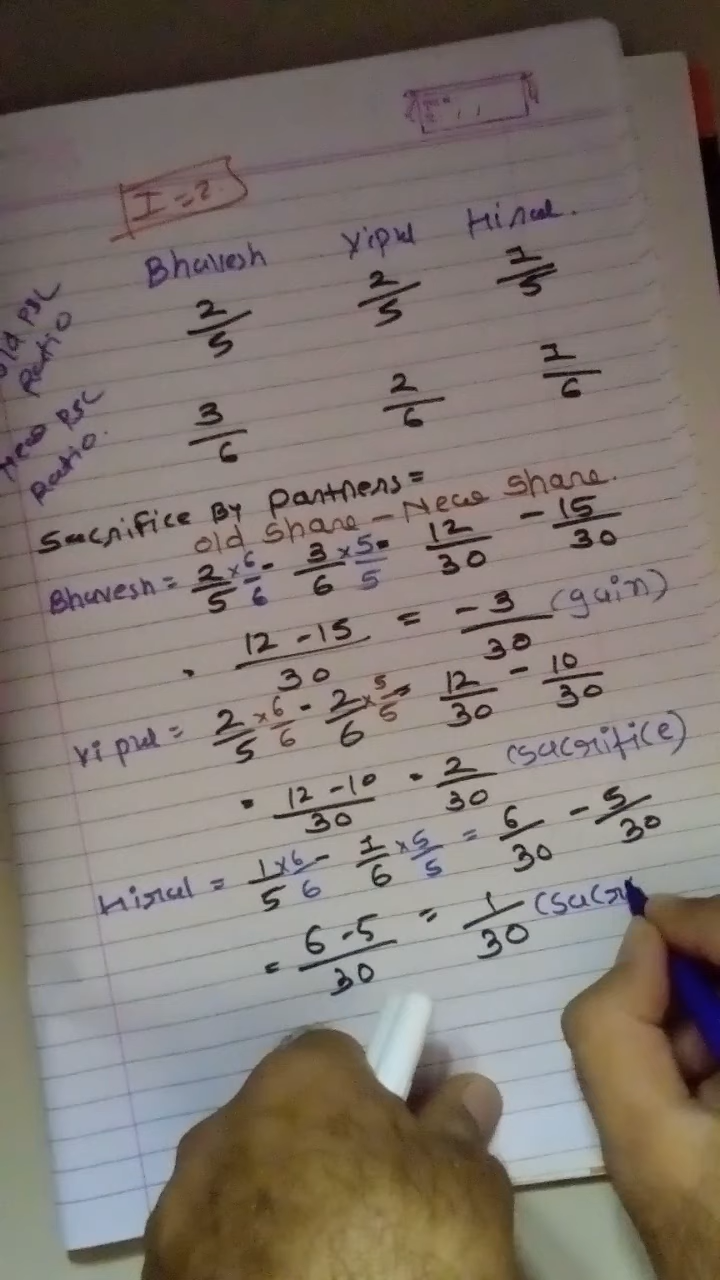 I=2
Bhavesh Vipul Hiral.
Old PSL Ratio 2/5 2/5 1/5
New PSL Ratio. 3/6 2/6 1/6
Sacrifice By Partners =
Old Share - New Share.
Bhavesh = 2/5 × 6/6 - 3/6 × 5/5 = 12/30 - 15/30
= 12 - 15/30 = -3/30 (gain)
Vipul = 2/5 × 6/6 - 2/6 × 5/5 = 12/30 - 10/30
= 12 - 10/30 = 2/30 (sacrifice)
Hiral = 1/5 × 6/6 - 1/6 × 5/5 = 6/30 - 5/30
= 6 - 5/30 = 1/30 (sacri